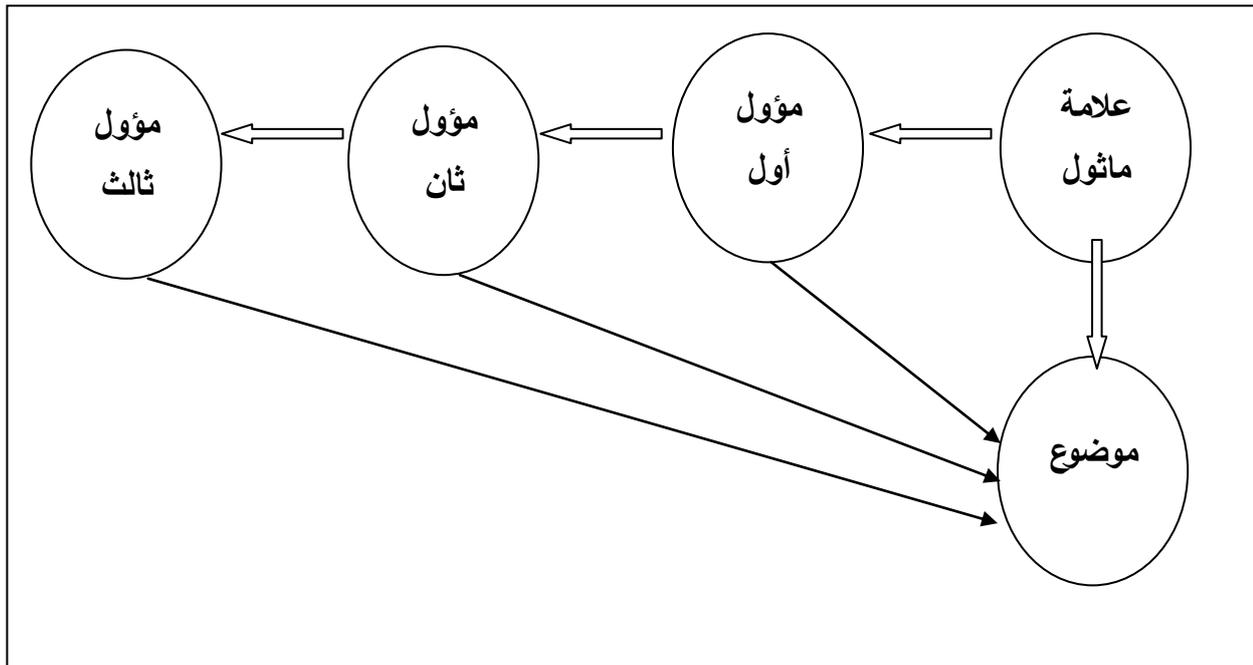 علامة
ماثول
مؤول
أول
مؤول
ثان
مؤول
ثالث
موضوع